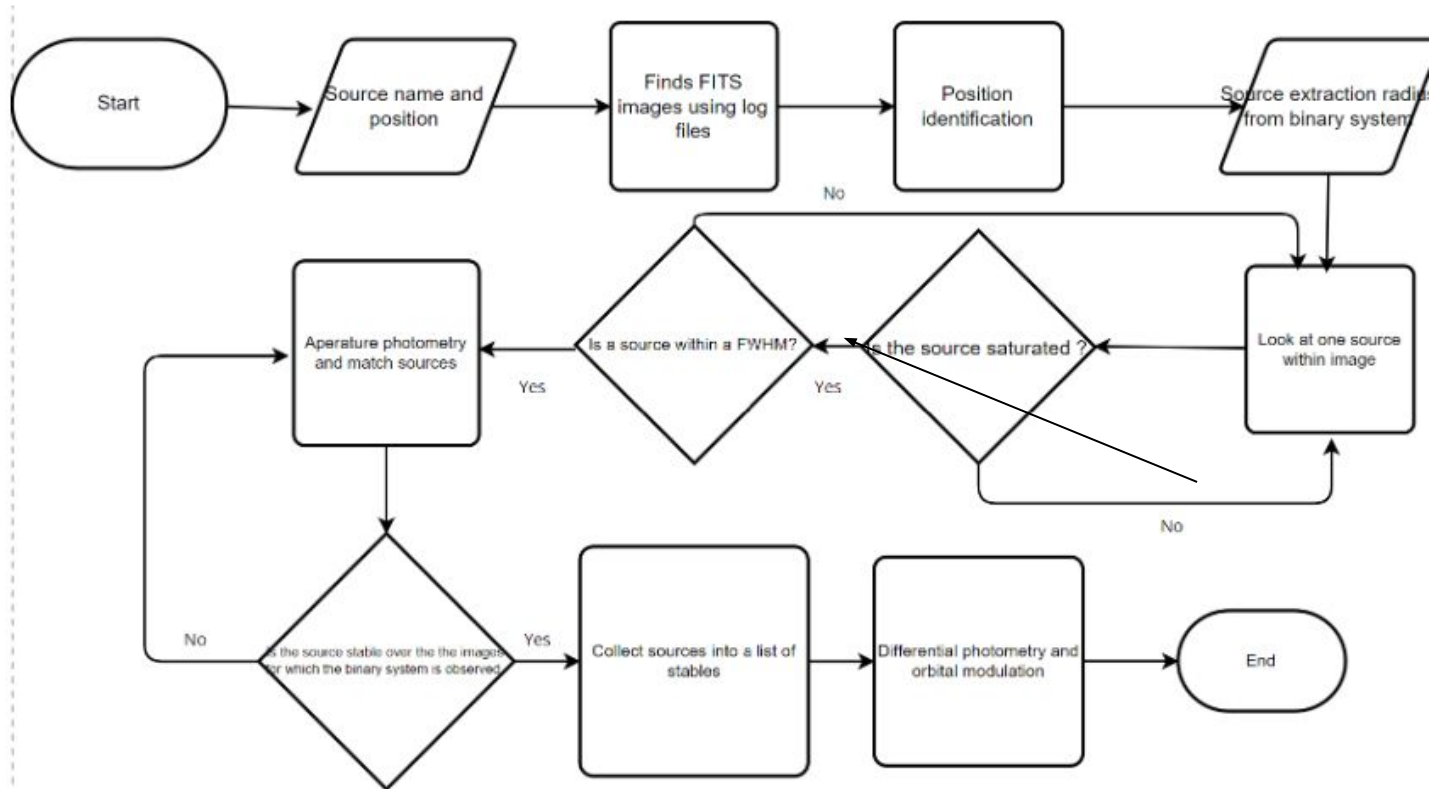 Start
Source name and
position
Finds FITS
images using log
files
Position
identification
Source extraction radius
from binary system
No
Aperature photometry
and match sources
Is a source within a FWHM?
Is the source saturated ?
Look at one source
within image
Yes
Yes
No
No
Is the source stable over the the images
for which the binary system is observed
Yes
Collect sources into a list of
stables
Differential photometry and
orbital modulation
End